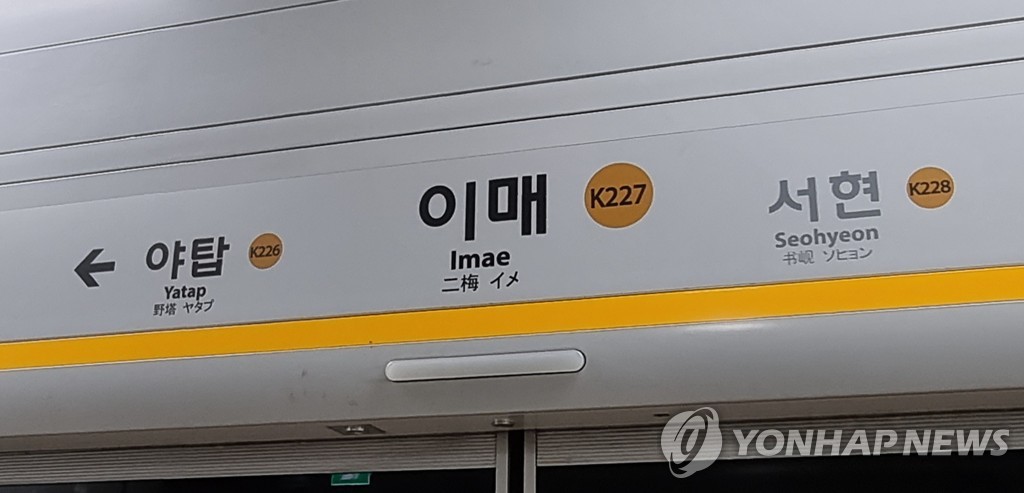 ← 야탑 K226
Yatap
野塔 ヤタプ
이매 K227
Imae
二梅 イメ
서현 K228
Seohyeon
书岘 ソヒョン
YONHAP NEWS